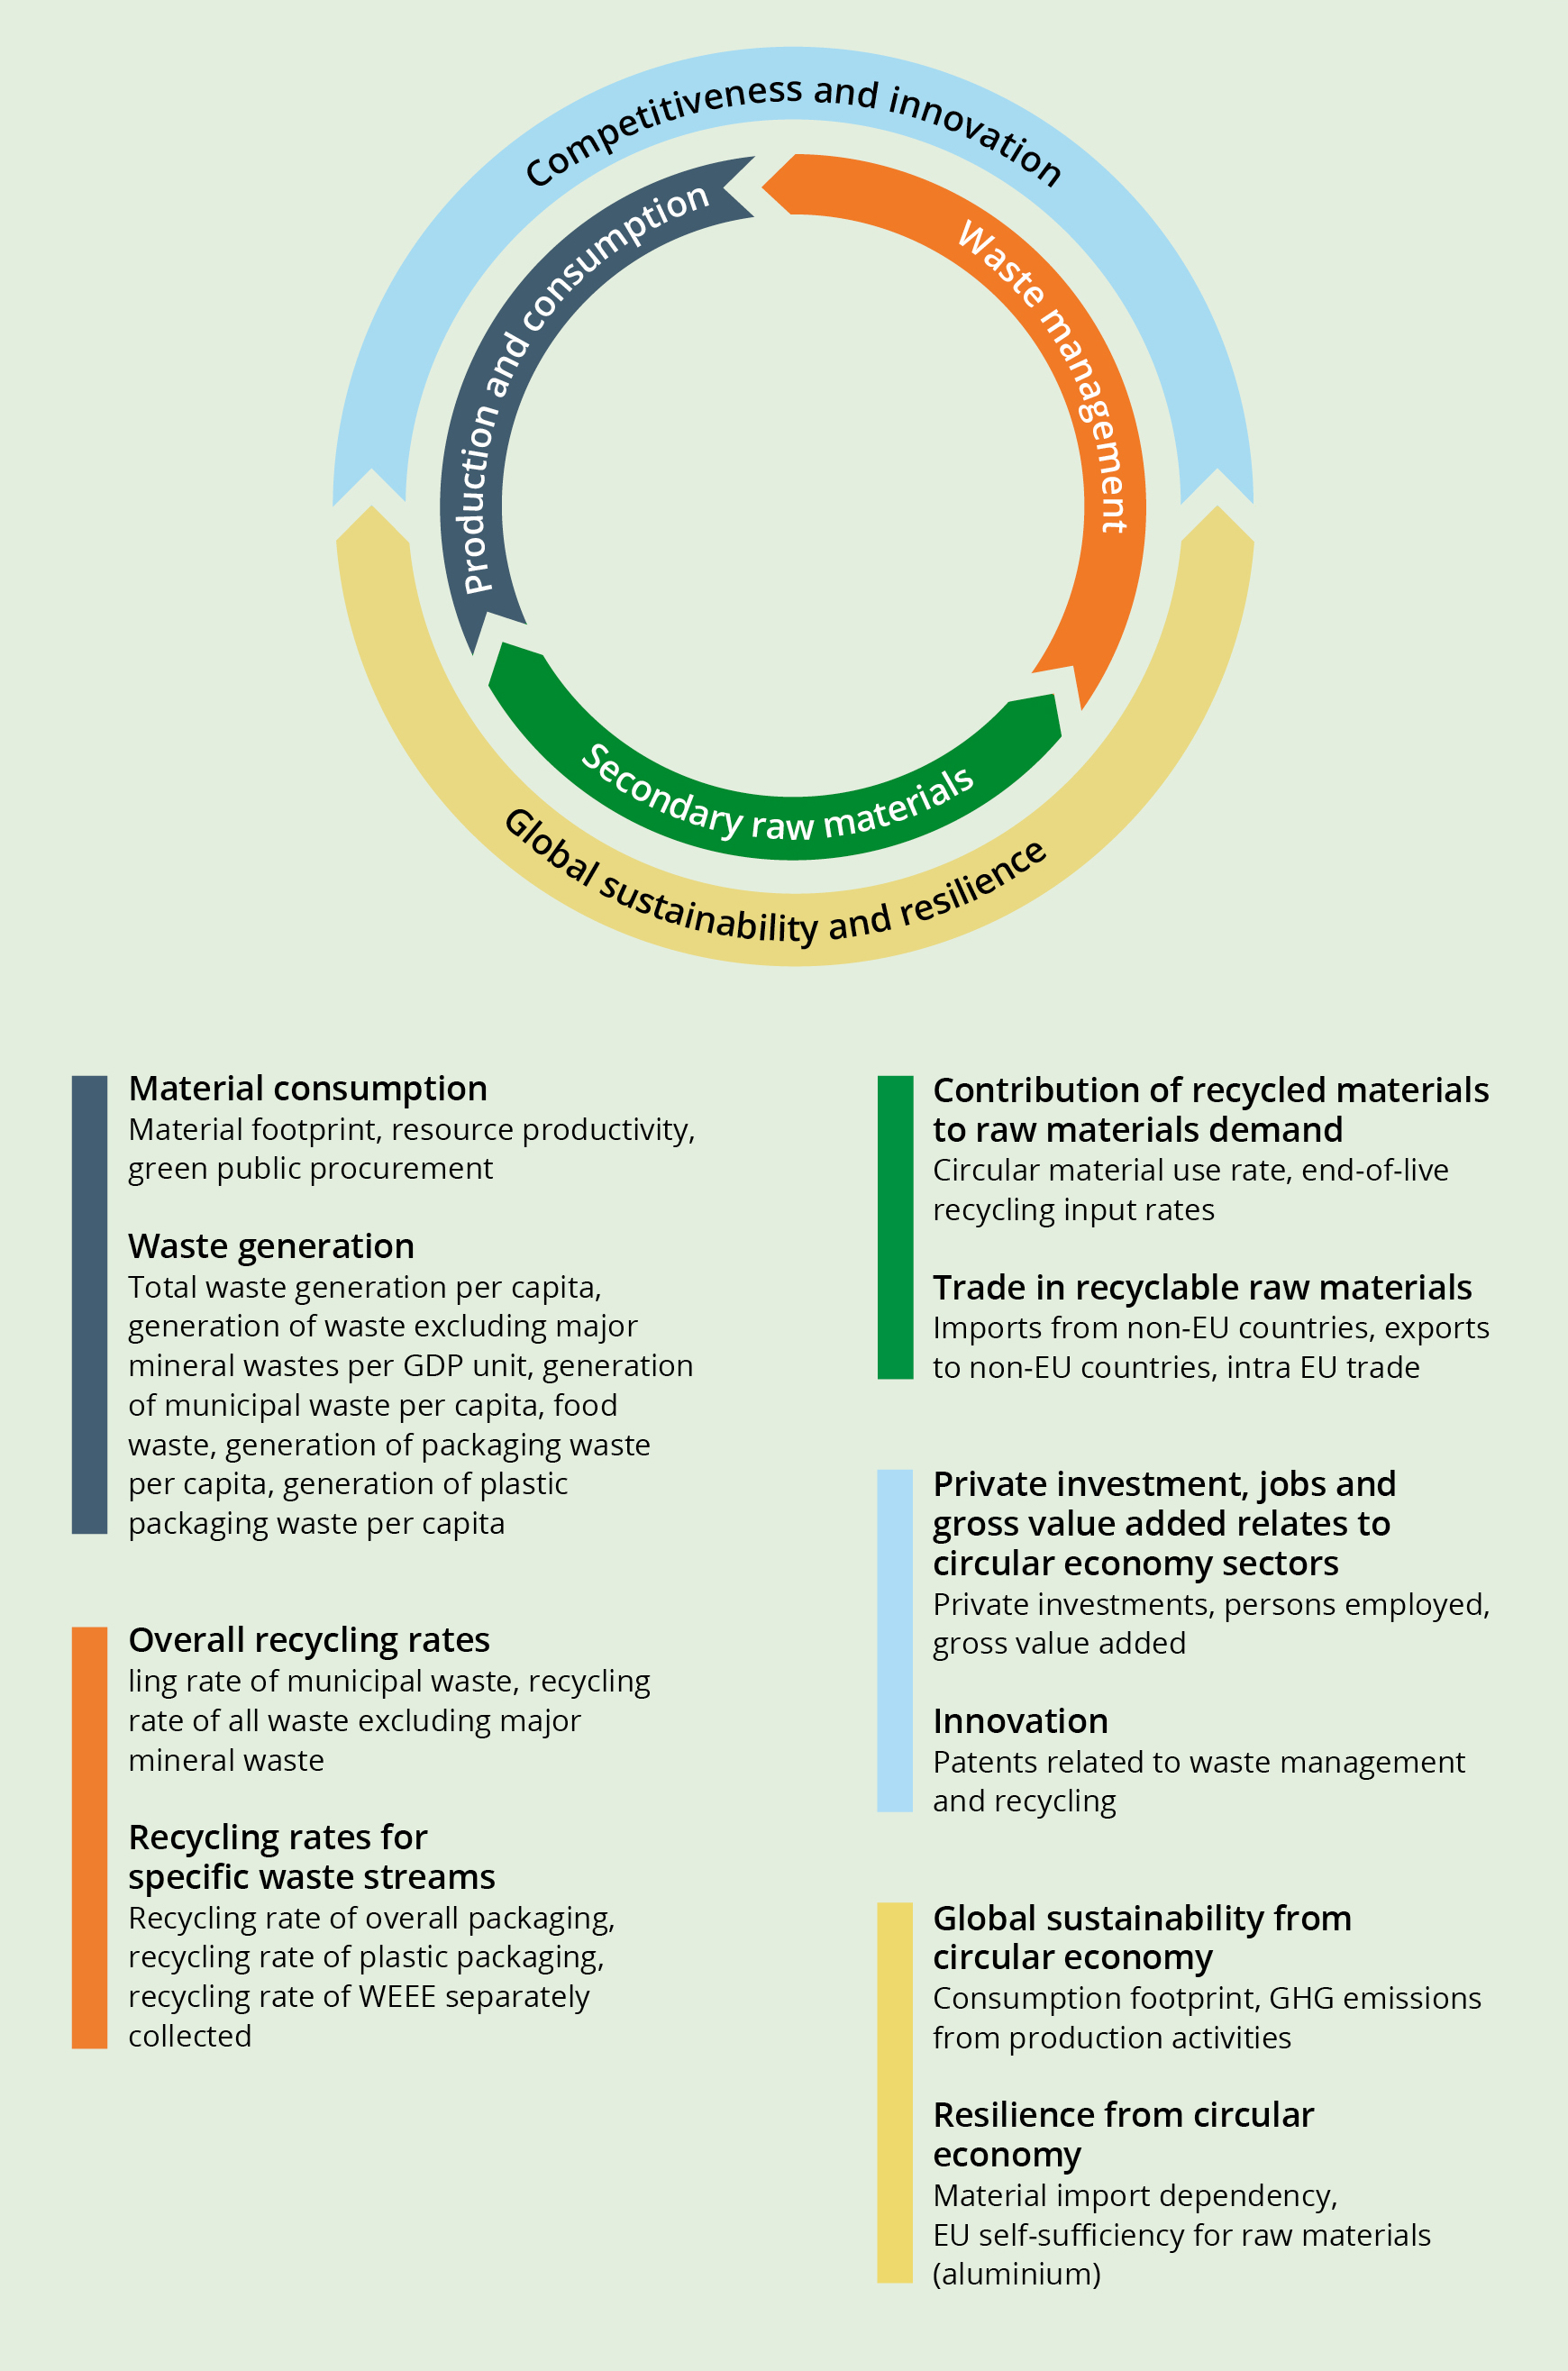 Competitiveness and innovation
Production and consumption
Waste management
Secondary raw materials
Global sustainability and resilience
Material consumption
Material footprint, resource productivity,
green public procurement
Waste generation
Total waste generation per capita,
generation of waste excluding major
mineral wastes per GDP unit, generation
of municipal waste per capita, food
waste, generation of packaging waste
per capita, generation of plastic
packaging waste per capita
Overall recycling rates
ling rate of municipal waste, recycling
rate of all waste excluding major
mineral waste
Recycling rates for
specific waste streams
Recycling rate of overall packaging,
recycling rate of plastic packaging,
recycling rate of WEEE separately
collected
Contribution of recycled materials
to raw materials demand
Circular material use rate, end-of-live
recycling input rates
Trade in recyclable raw materials
Imports from non-EU countries, exports
to non-EU countries, intra EU trade
Private investment, jobs and
gross value added relates to
circular economy sectors
Private investments, persons employed,
gross value added
Innovation
Patents related to waste management
and recycling
Global sustainability from
circular economy
Consumption footprint, GHG emissions
from production activities
Resilience from circular
economy
Material import dependency,
EU self-sufficiency for raw materials
(aluminium)